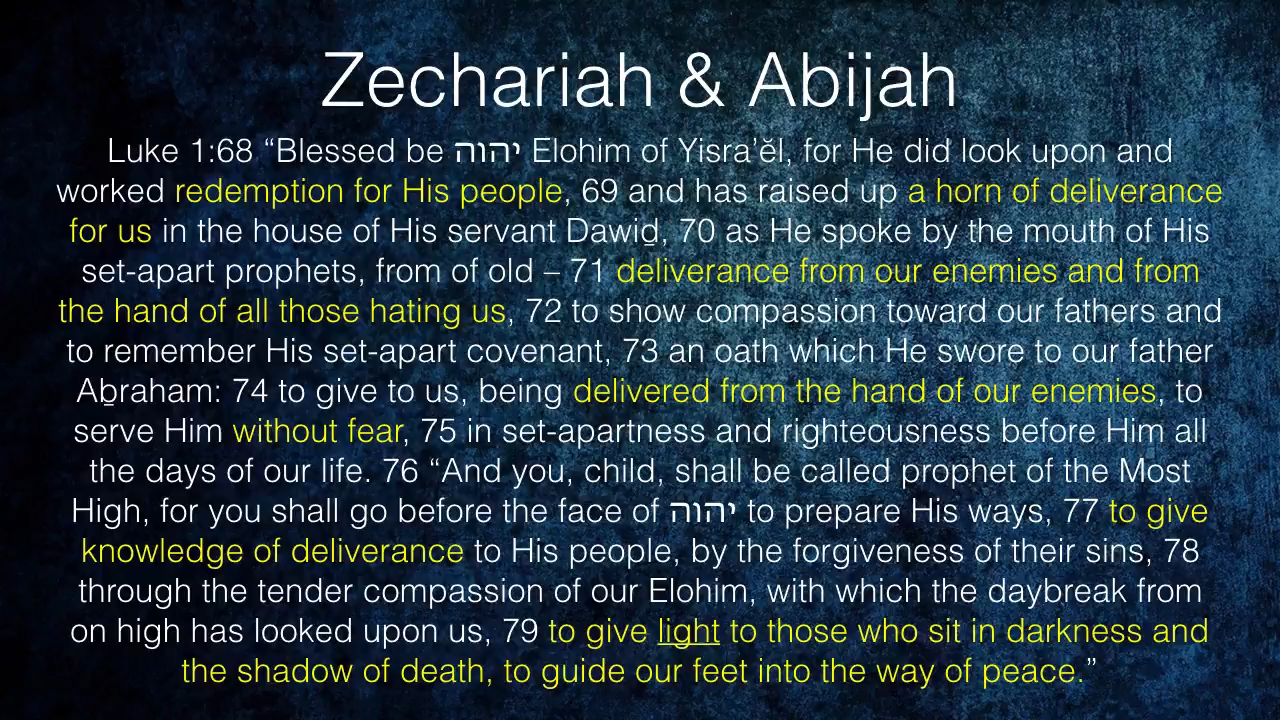 Zechariah & Abijah
Luke 1:68 “Blessed be יהוה Elohim of Yisra’ĕl, for He did look upon and
worked redemption for His people, 69 and has raised up a horn of deliverance
for us in the house of His servant Dawiḏ, 70 as He spoke by the mouth of His
set-apart prophets, from of old – 71 deliverance from our enemies and from
the hand of all those hating us, 72 to show compassion toward our fathers and
to remember His set-apart covenant, 73 an oath which He swore to our father
Aḇraham: 74 to give to us, being delivered from the hand of our enemies, to
serve Him without fear, 75 in set-apartness and righteousness before Him all
the days of our life. 76 “And you, child, shall be called prophet of the Most
High, for you shall go before the face of יהוה to prepare His ways, 77 to give
knowledge of deliverance to His people, by the forgiveness of their sins, 78
through the tender compassion of our Elohim, with which the daybreak from
on high has looked upon us, 79 to give light to those who sit in darkness and
the shadow of death, to guide our feet into the way of peace.”